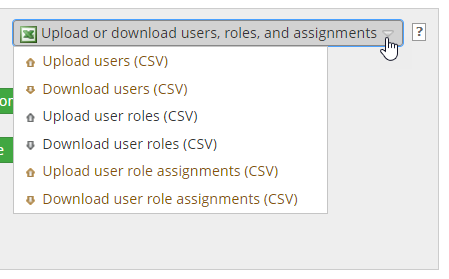 Upload or download users, roles, and assignments
?
Upload users (CSV)
Download users (CSV)
Upload user roles (CSV)
or
Download user roles (CSV)
e
Upload user role assignments (CSV)
Download user role assignments (CSV)